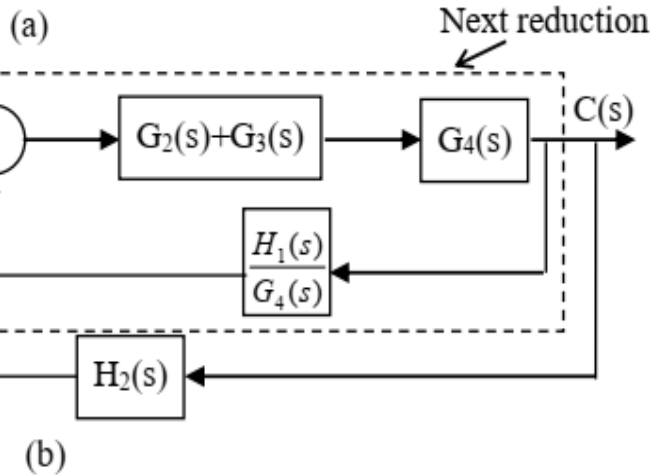 (a)
Next reduction
C(s)
G₂(s)+G₃(s)
G₄(s)
H₁(s)
G₄(s)
H₂(s)
(b)